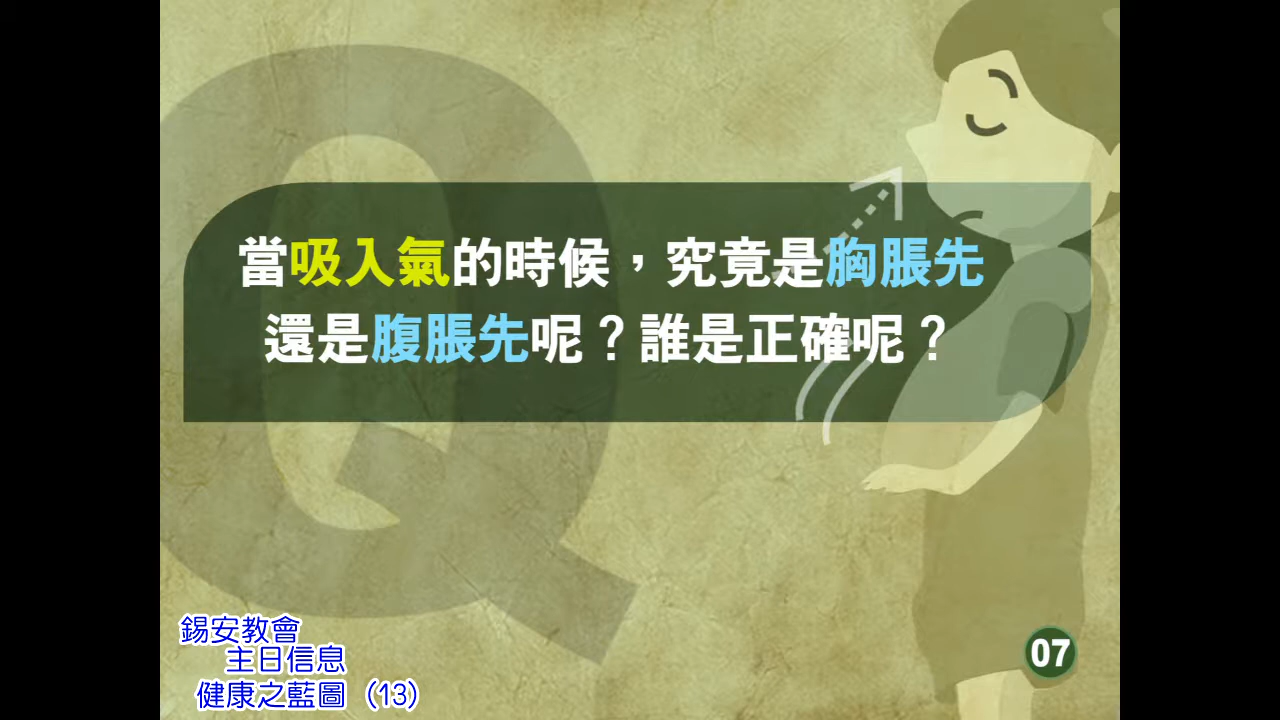 當吸入氣的時候，究竟是胸脹先
還是腹脹先呢？誰是正確呢？
錫安教會
主日信息
健康之藍圖（13）
07
Q